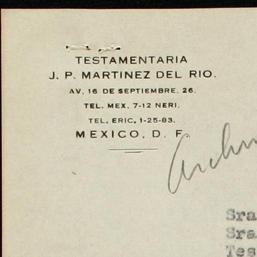 TESTAMENTARIA
J. P. MARTINEZ DEL RIO.
AV. 16 DE SEPTIEMBRE, 26.
TEL. MEX. 7-12 NERI.
TEL. ERIC. 1-25-83.
MEXICO, D. F.
Sra
Sra
Tes